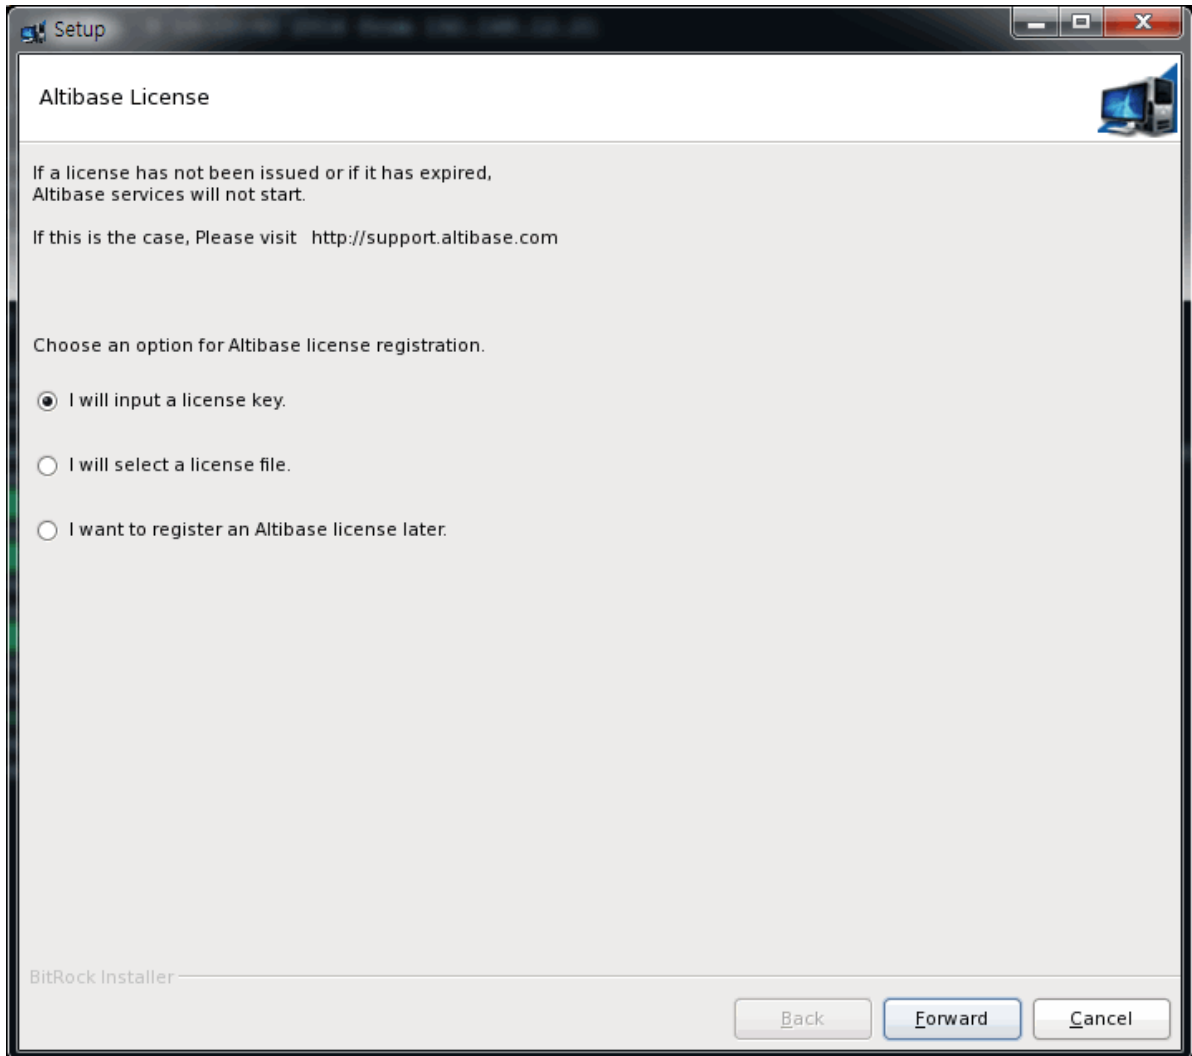 Setup
Altibase License
If a license has not been issued or if it has expired,
Altibase services will not start.
If this is the case, Please visit http://support.altibase.com
Choose an option for Altibase license registration.
I will input a license key.
I will select a license file.
I want to register an Altibase license later.
BitRock Installer
Back Forward Cancel